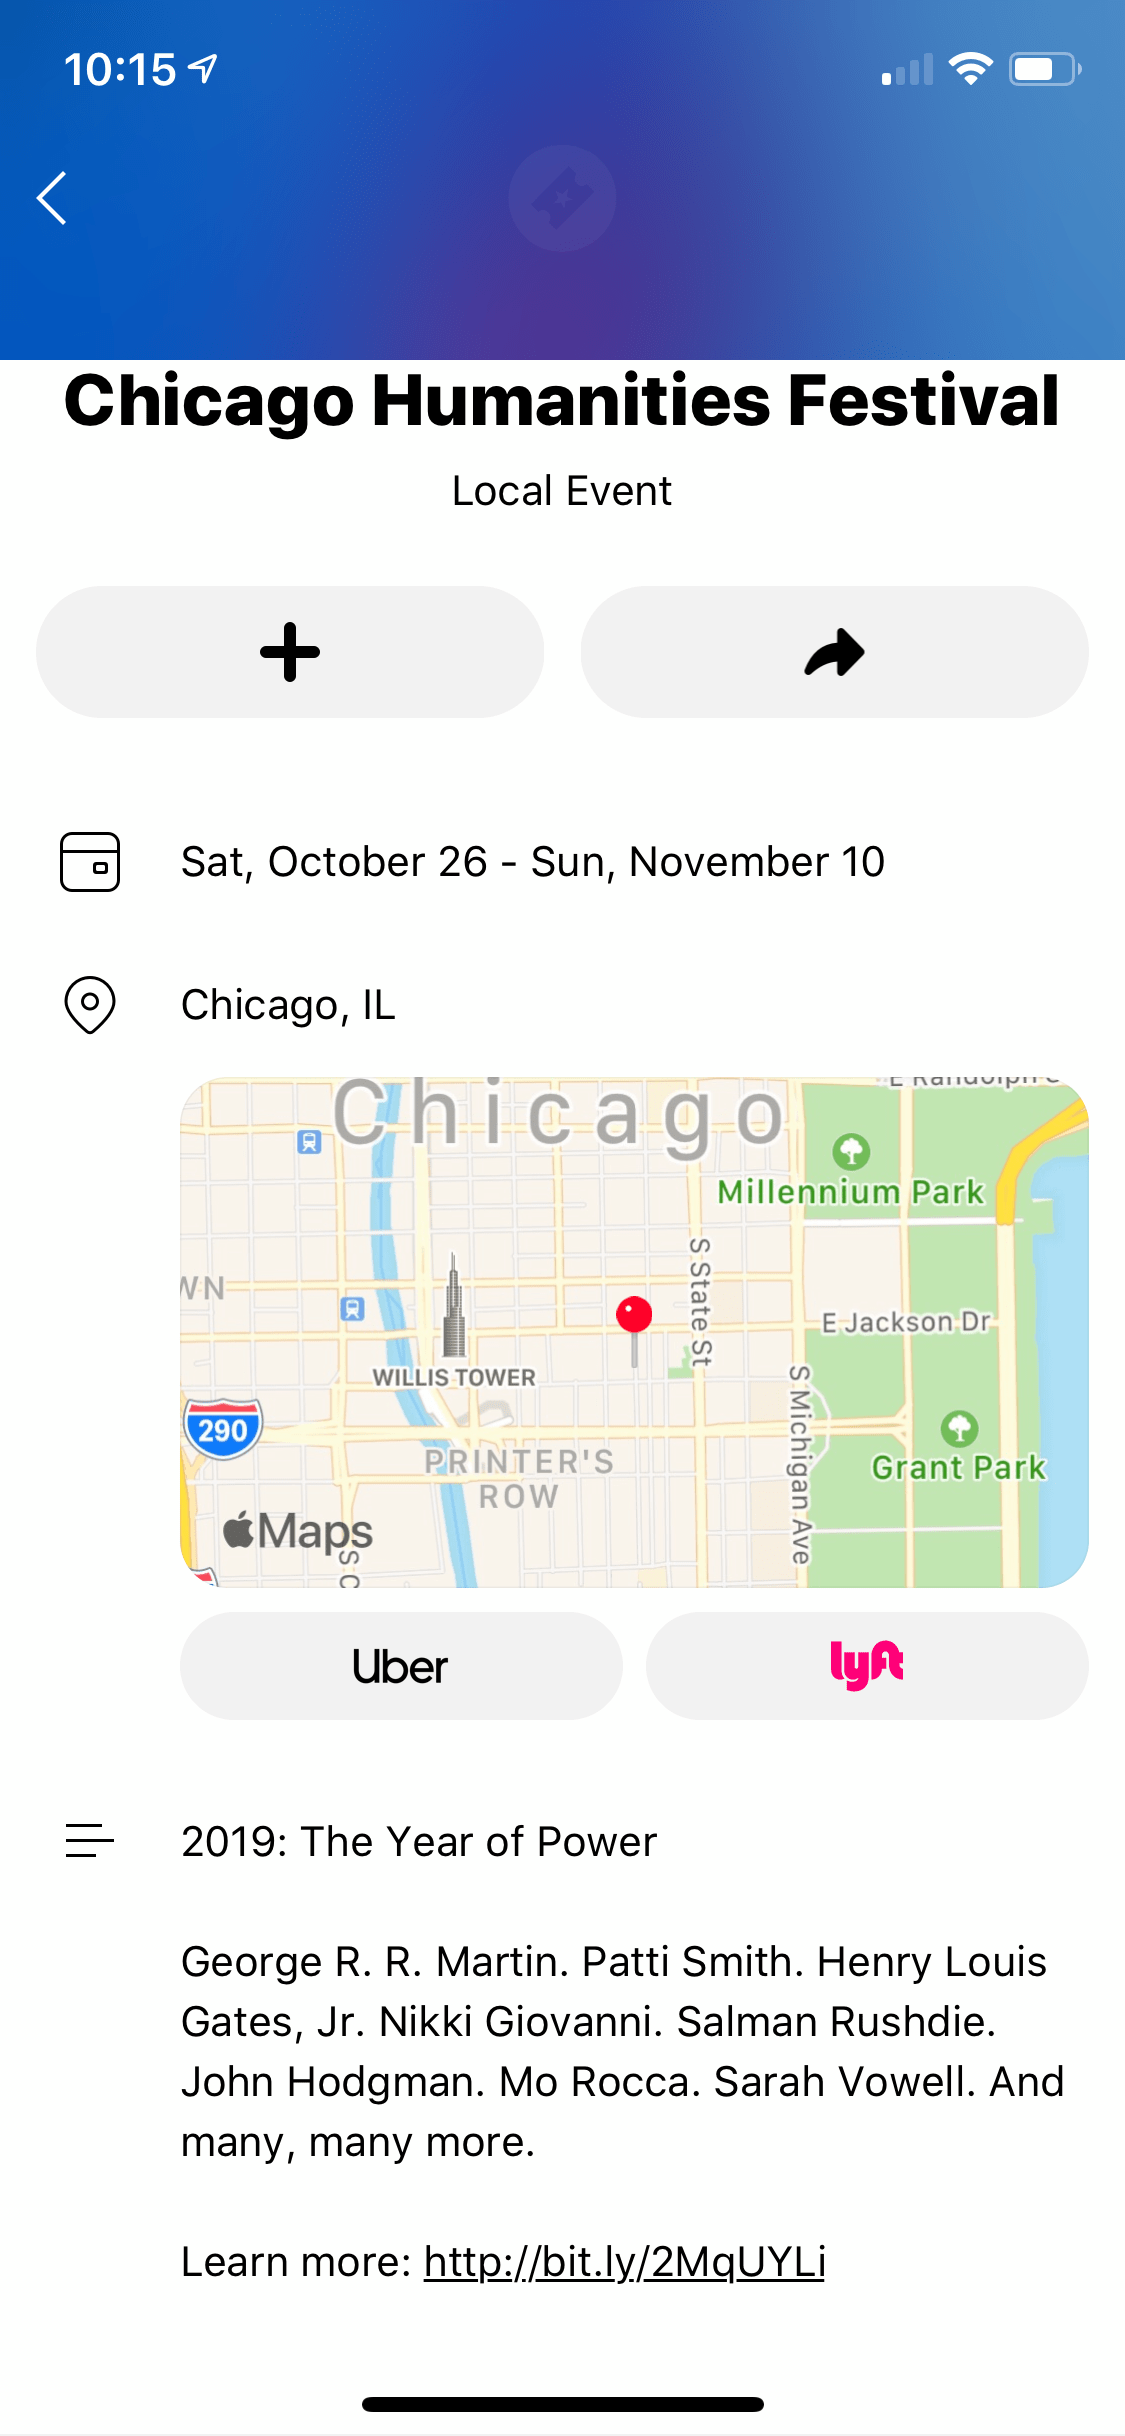 10:15
Chicago Humanities Festival
Local Event
Sat, October 26 - Sun, November 10
Chicago, IL
Chicago
E Randolph S
Millennium Park
S State St
WN
E Jackson Dr
WILLIS TOWER
S Michigan Ave
290
PRINTER'S
ROW
Grant Park
Maps
S C
Uber
lyft
2019: The Year of Power
George R. R. Martin. Patti Smith. Henry Louis
Gates, Jr. Nikki Giovanni. Salman Rushdie.
John Hodgman. Mo Rocca. Sarah Vowell. And
many, many more.
Learn more: http://bit.ly/2MqUYLi